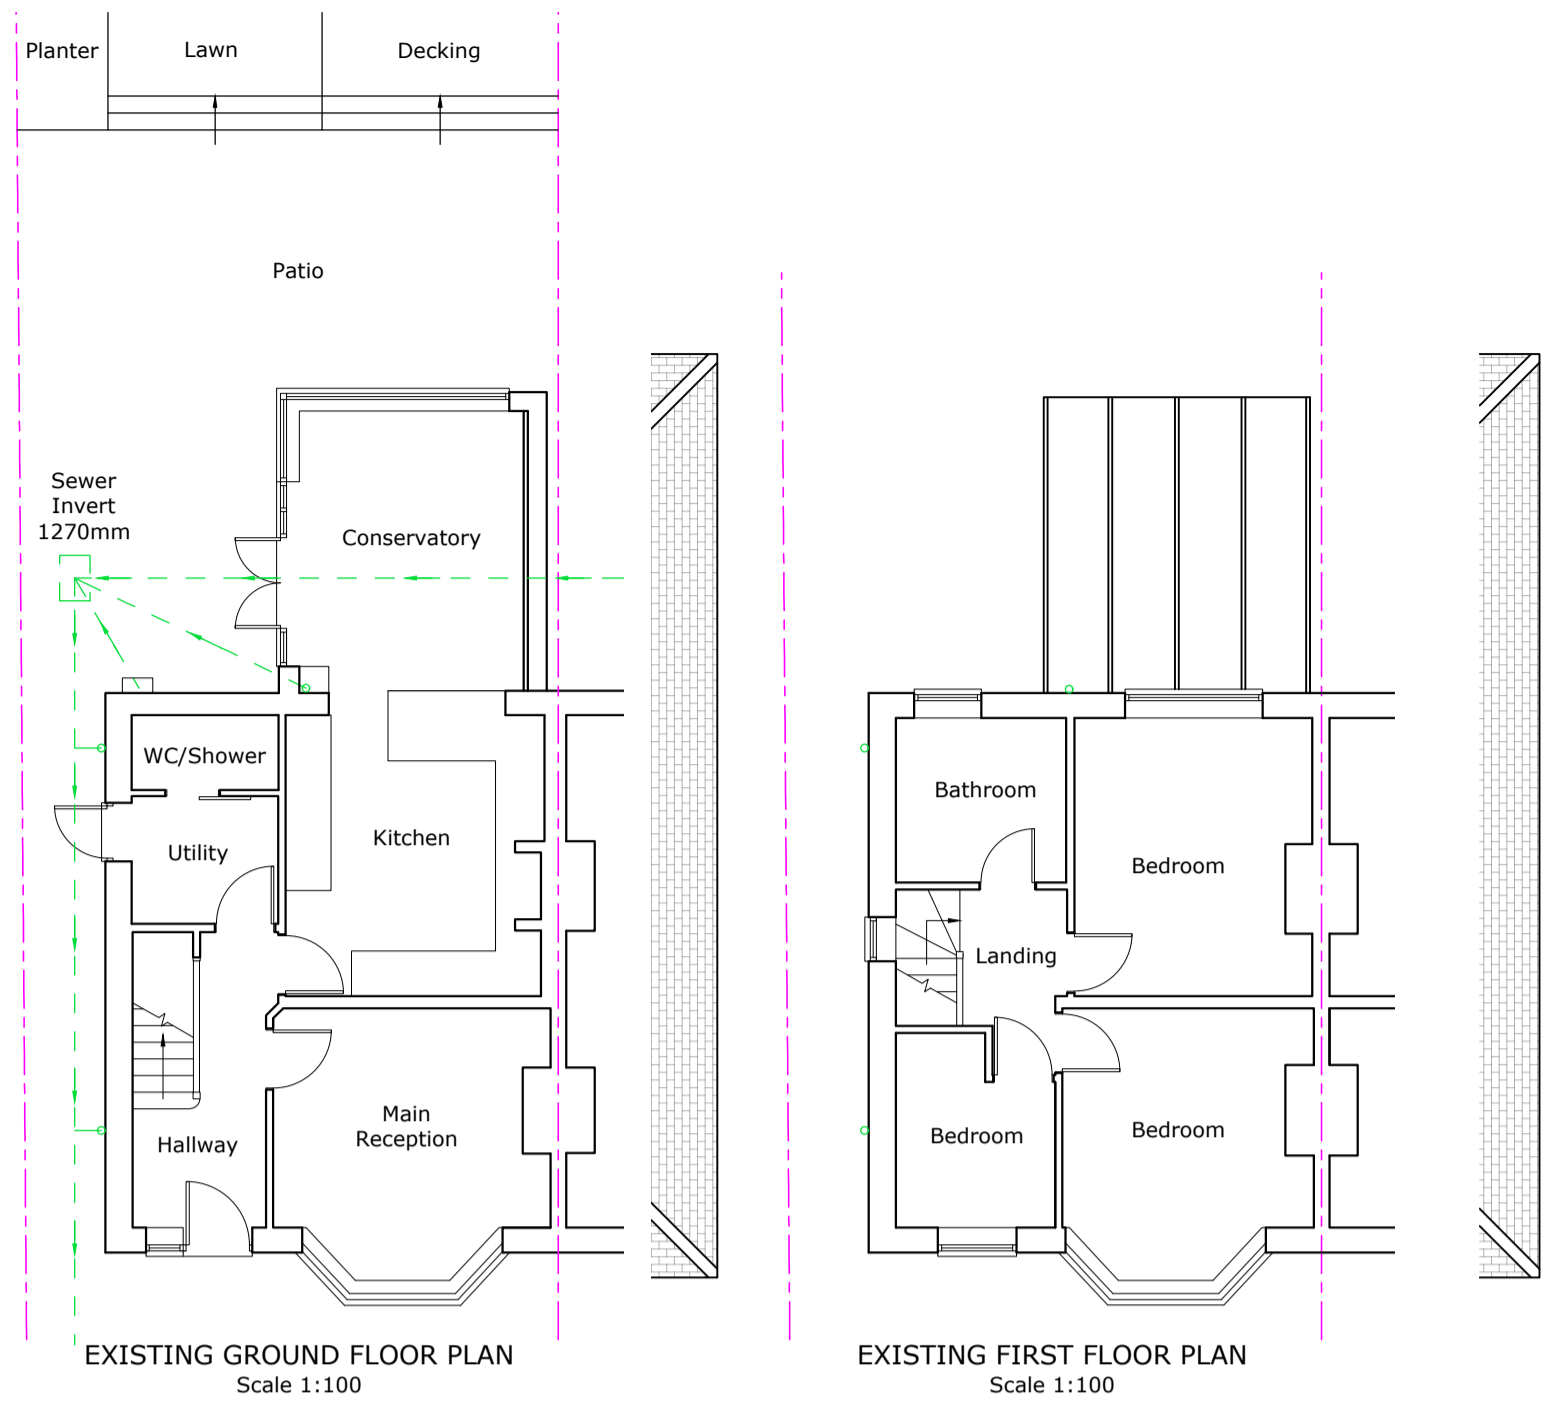 Planter
Lawn
Decking
Patio
Sewer
Invert
1270mm
Conservatory
WC/Shower
Utility
Kitchen
Hallway
Main
Reception
EXISTING GROUND FLOOR PLAN
Scale 1:100
Bathroom
Bedroom
Landing
Bedroom
Bedroom
EXISTING FIRST FLOOR PLAN
Scale 1:100